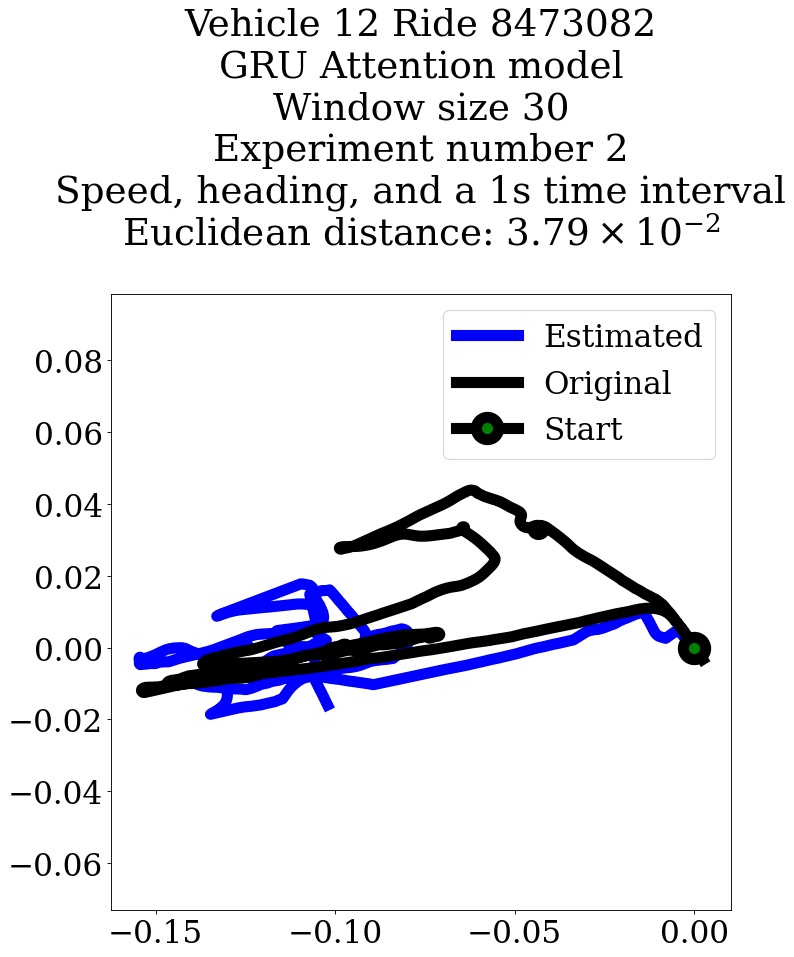 Vehicle 12 Ride 8473082
GRU Attention model
Window size 30
Experiment number 2
Speed, heading, and a 1s time interval
Euclidean distance: 3.79 × 10⁻²
Estimated
Original
Start
0.08
0.06
0.04
0.02
0.00
−0.02
−0.04
−0.06
−0.15 −0.10 −0.05 0.00